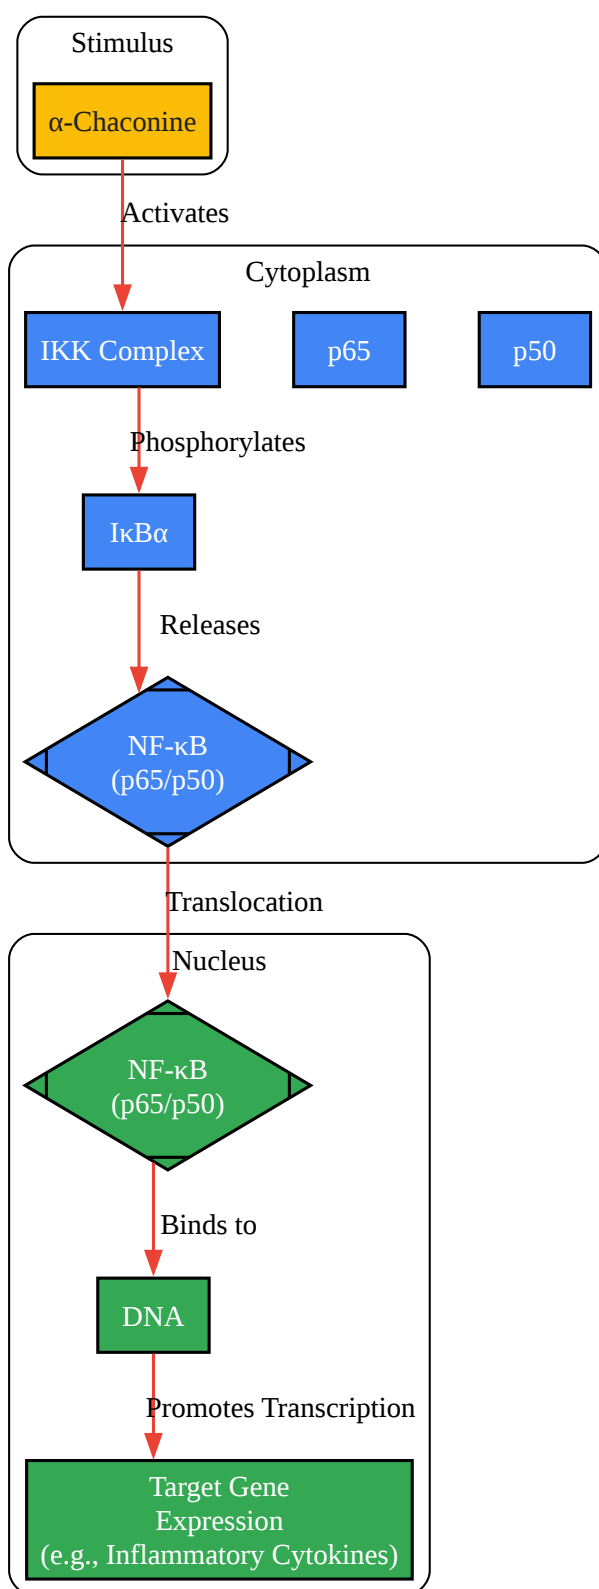 Stimulus
α-Chaconine
Activates
Cytoplasm
IKK Complex
p65
p50
Phosphorylates
IκBα
Releases
NF-κB
(p65/p50)
Translocation
Nucleus
NF-κB
(p65/p50)
Binds to
DNA
Promotes Transcription
Target Gene
Expression
(e.g., Inflammatory Cytokines)